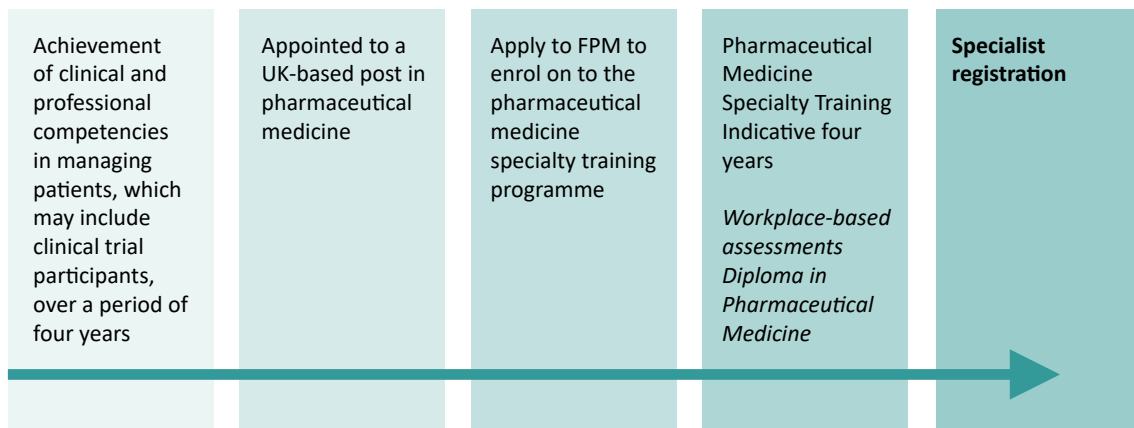 Achievement
of clinical and
professional
competencies
in managing
patients, which
may include
clinical trial
participants,
over a period of
four years
Appointed to a
UK-based post in
pharmaceutical
medicine
Apply to FPM to
enrol on to the
pharmaceutical
medicine
specialty training
programme
Pharmaceutical
Medicine
Specialty Training
Indicative four
years
Workplace-based
assessments
Diploma in
Pharmaceutical
Medicine
Specialist
registration